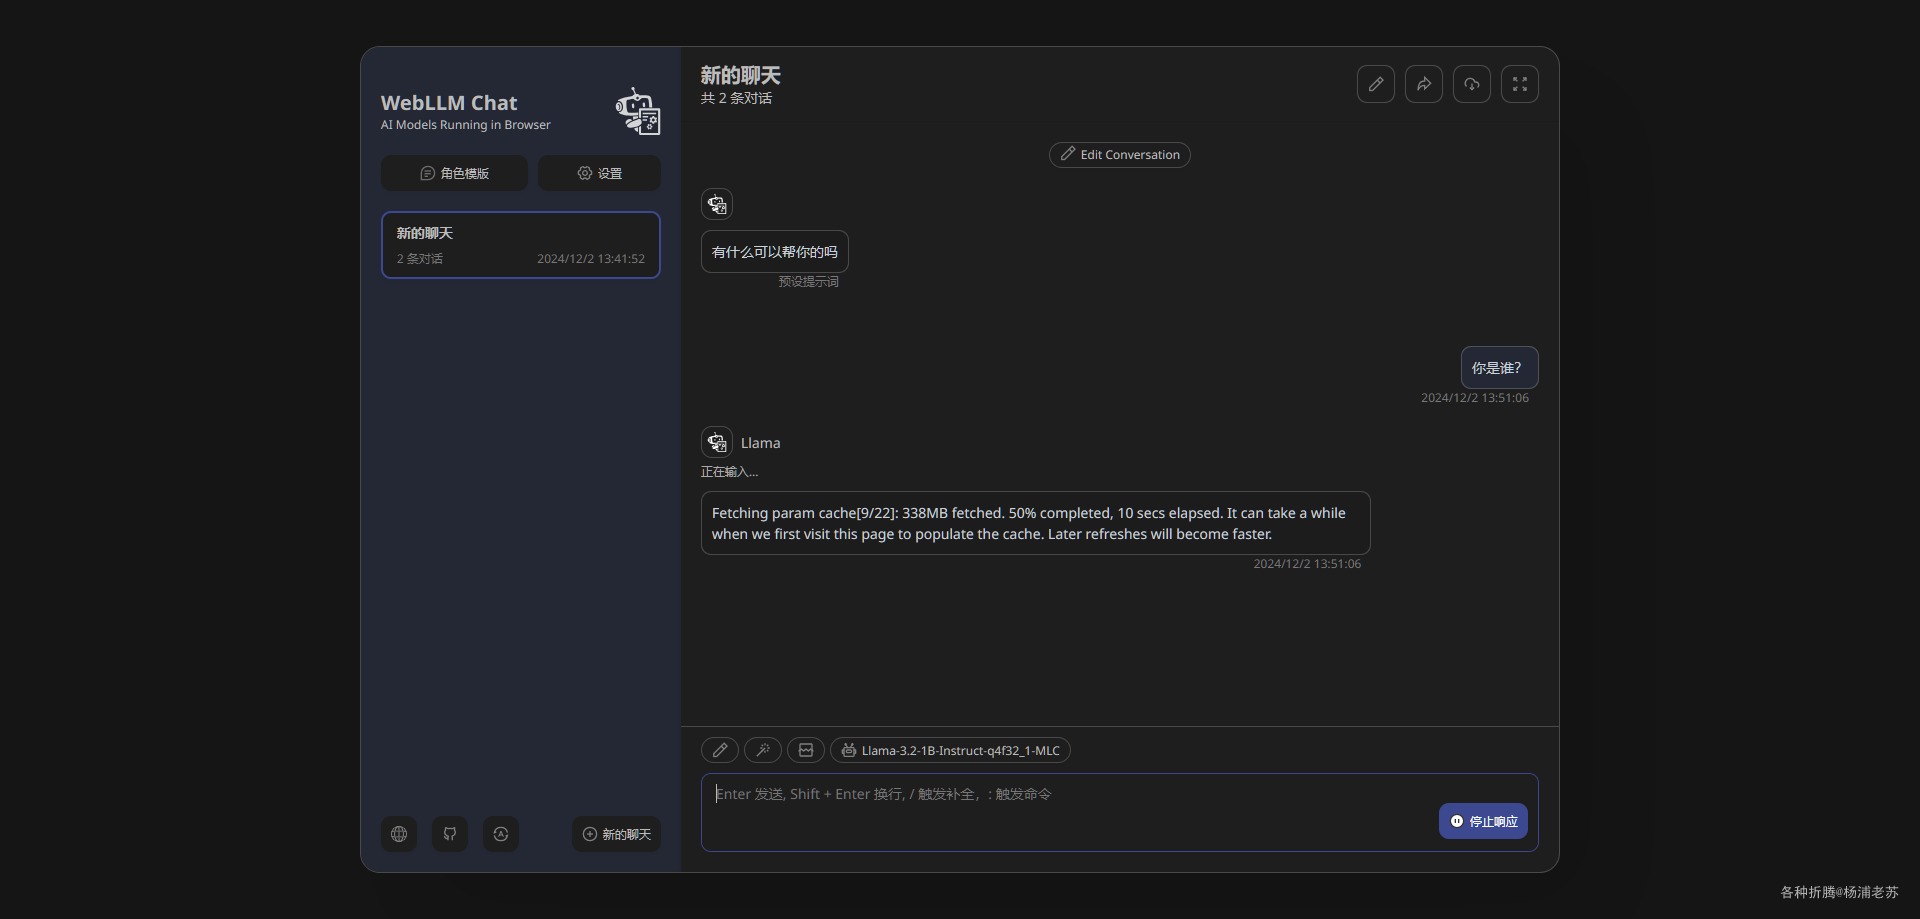 WebLLM Chat
AI Models Running in Browser
角色模版
设置
新的聊天
2 条对话
2024/12/2 13:41:52
新的聊天
新的聊天
共 2 条对话
Edit Conversation
有什么可以帮你的吗
预设提示词
你是谁?
2024/12/2 13:51:06
Llama
正在输入...
Fetching param cache[9/22]: 338MB fetched. 50% completed, 10 secs elapsed. It can take a while
when we first visit this page to populate the cache. Later refreshes will become faster.
2024/12/2 13:51:06
Llama-3.2-1B-Instruct-q4f32_1-MLC
Enter 发送, Shift + Enter 换行, / 触发补全，: 触发命令
停止响应
各种折腾@杨浦老苏